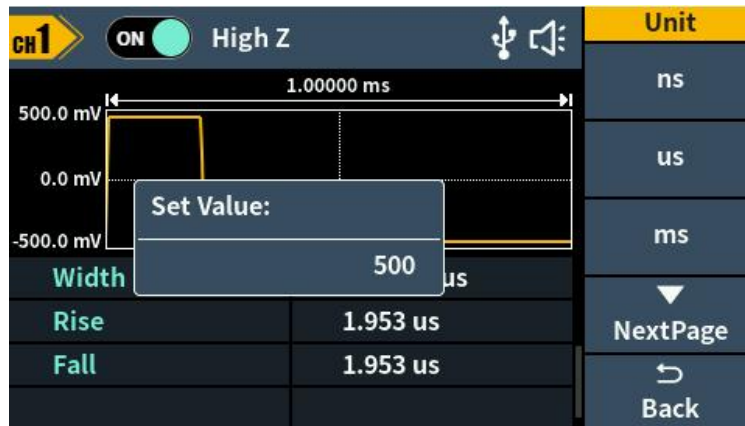 CH1
ON
High Z
Unit
1.00000 ms
500.0 mV
0.0 mV
-500.0 mV
Set Value:
500
Width
us
Rise
1.953 us
Fall
1.953 us
ns
us
ms
NextPage
Back